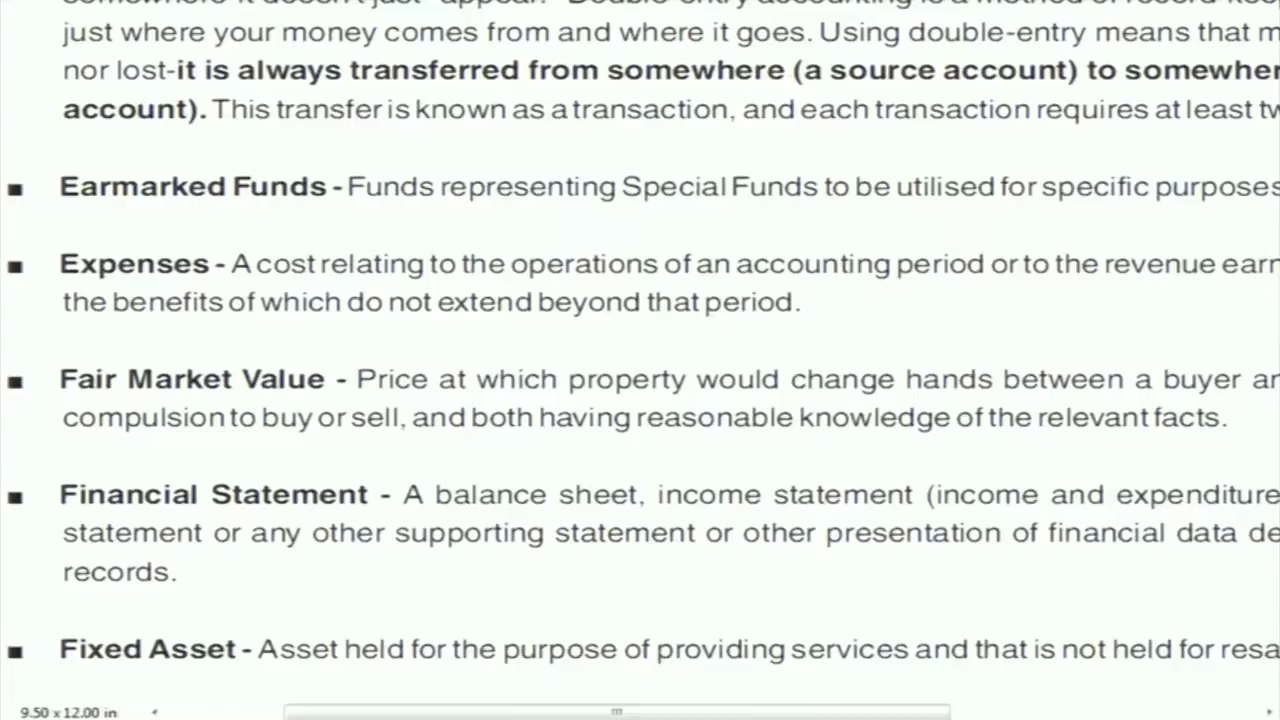 just where your money comes from and where it goes. Using double-entry means that
nor lost-it is always transferred from somewhere (a source account) to
account). This transfer is known as a transaction, and each transaction requires at least
■ Earmarked Funds - Funds representing Special Funds to be utilised for specific purposes
■ Expenses - A cost relating to the operations of an accounting period or to the revenue
the benefits of which do not extend beyond that period.
■ Fair Market Value - Price at which property would change hands between a buyer
compulsion to buy or sell, and both having reasonable knowledge of the relevant facts.
■ Financial Statement - A balance sheet, income statement (income and expenditure
statement or any other supporting statement or other presentation of financial data
records.
■ Fixed Asset - Asset held for the purpose of providing services and that is not held for
9.50 x 12.00 in